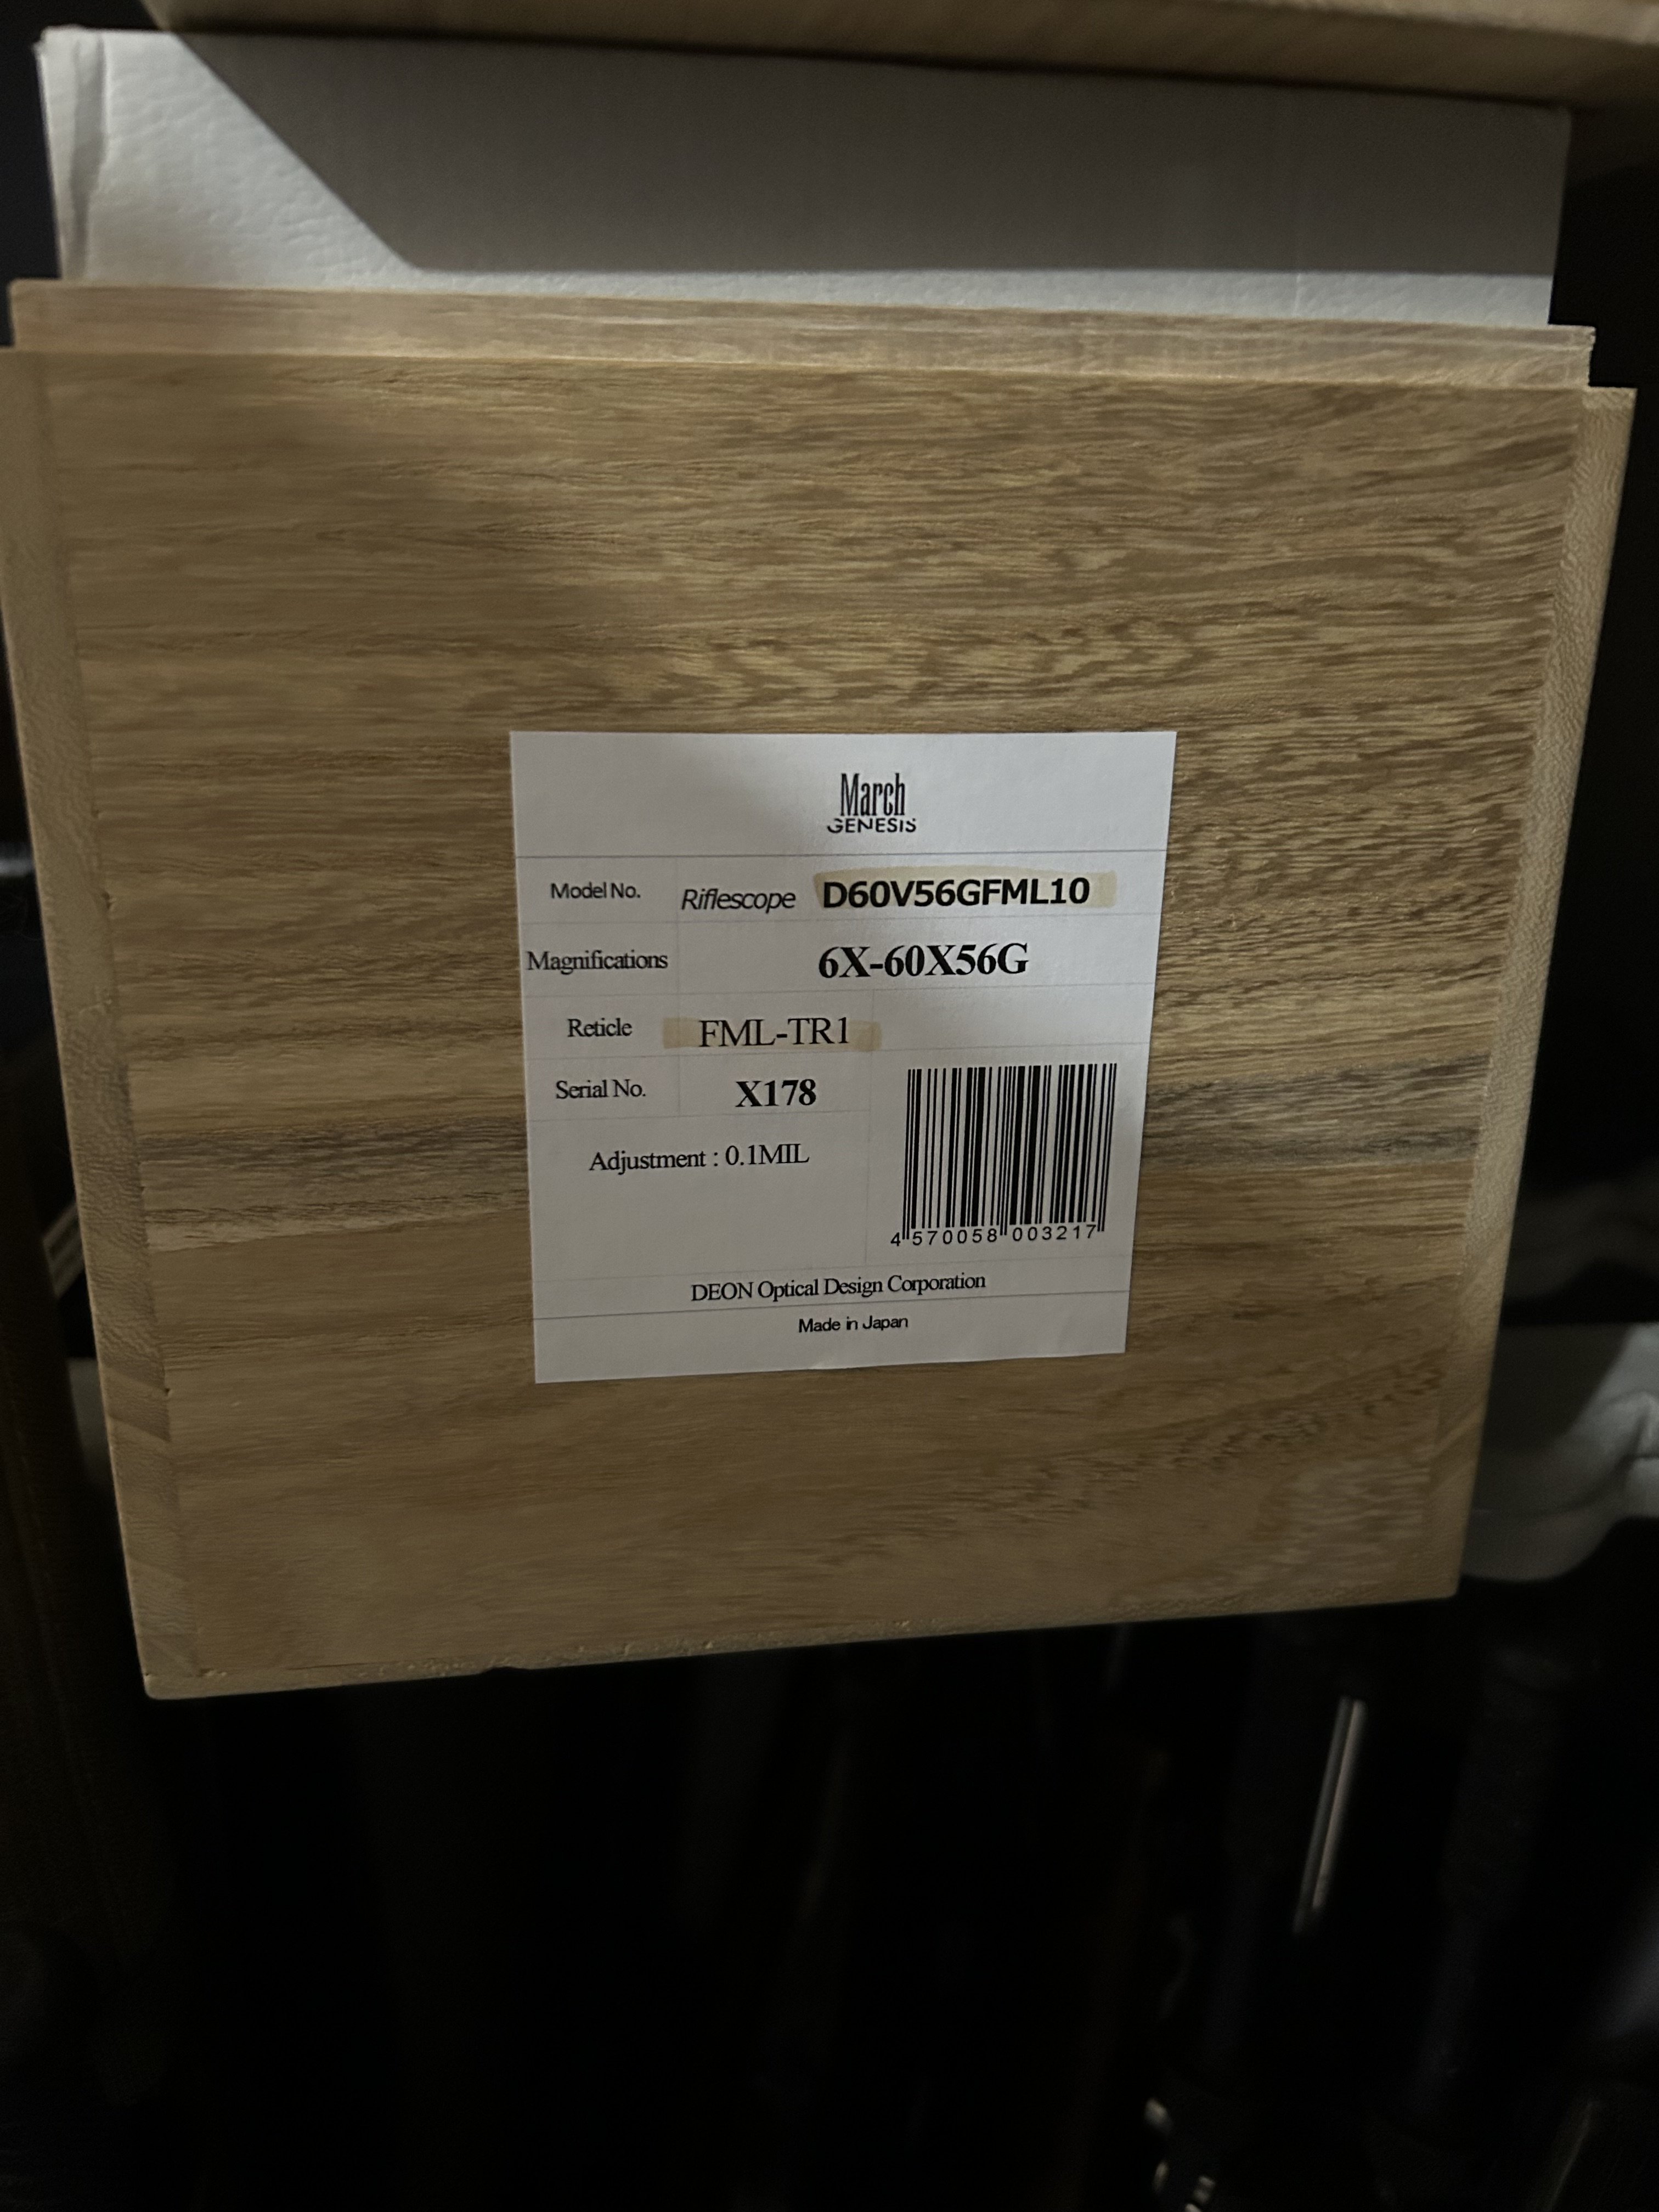 March
GENESIS
Model No. Riflescope D60V56GFML10
Magnifications 6X-60X56G
Reticle FML-TR1
Serial No. X178
Adjustment : 0.1MIL
4 570058 003217
DEON Optical Design Corporation
Made in Japan